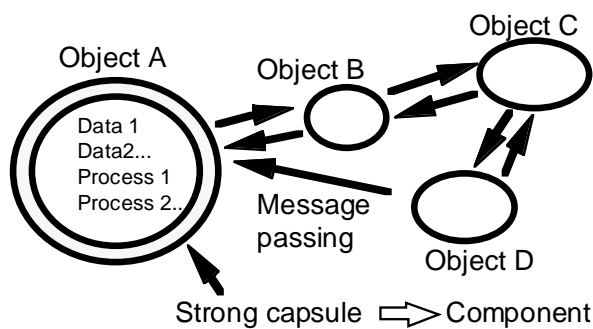 Object C
Object A
Object B
Data 1
Data2...
Process 1
Process 2..
Message
passing
Object D
Strong capsule
Component